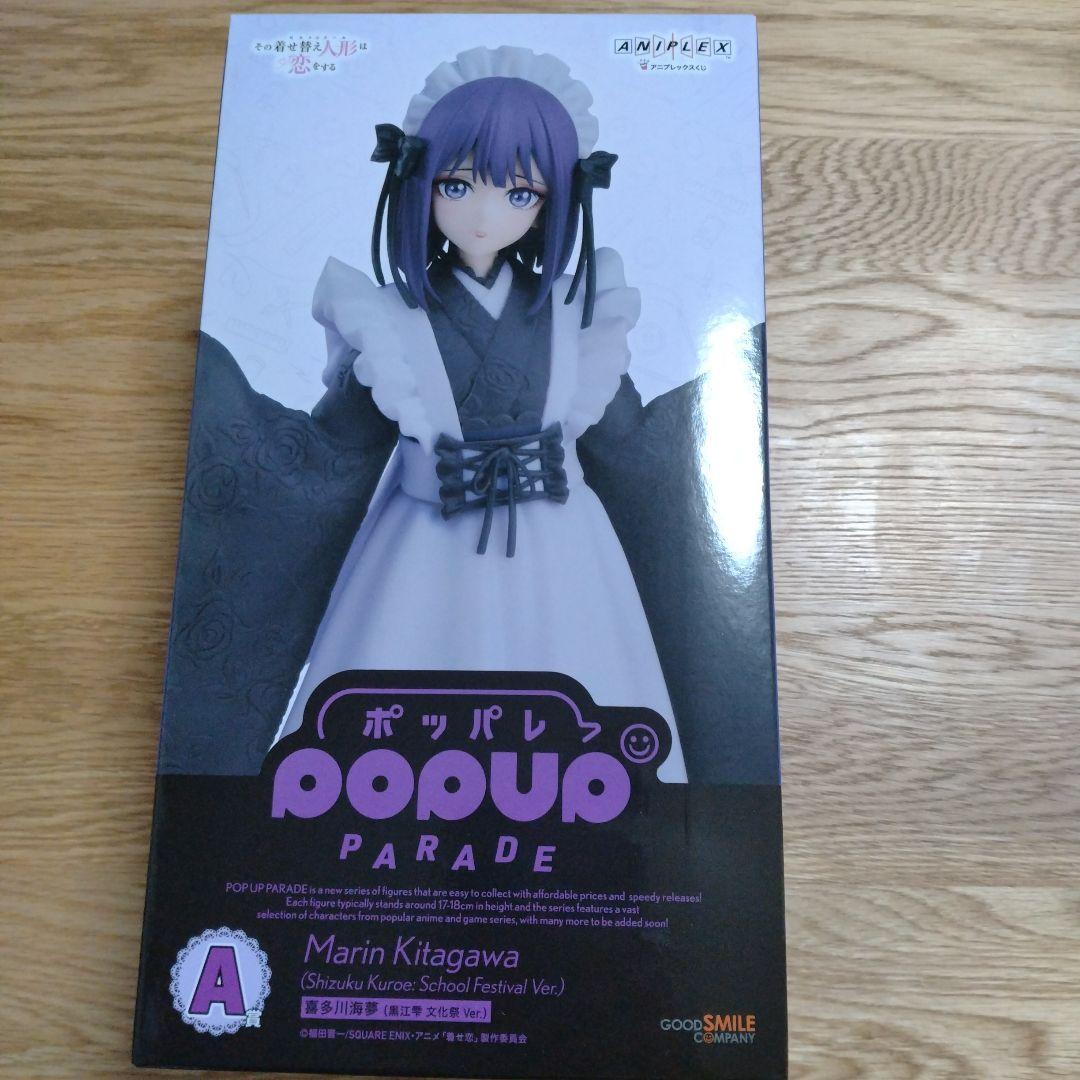 その着せ替え人形は
恋をする
ANIPLEX™
アニプレックスくじ
ポッパレ
POPUP
PARADE
POP UP PARADE is a new series of figures that are easy to collect with affordable prices and speedy releases!
Each figure typically stands around 17-18cm in height and the series features a vast
selection of characters from popular anime and game series, with many more to be added soon!
A賞
Marin Kitagawa
(Shizuku Kuroe: School Festival Ver.)
喜多川海夢 (黒江雫 文化祭 Ver.)
©福田晋一/SQUARE ENIX・アニメ「着せ恋」製作委員会
GOOD SMILE
COMPANY